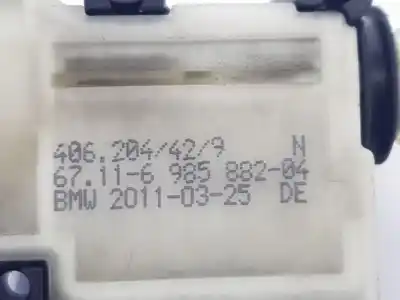 406.204/42/9 N
67.11-6 985 882-04
BMW 2011-03-25 DE